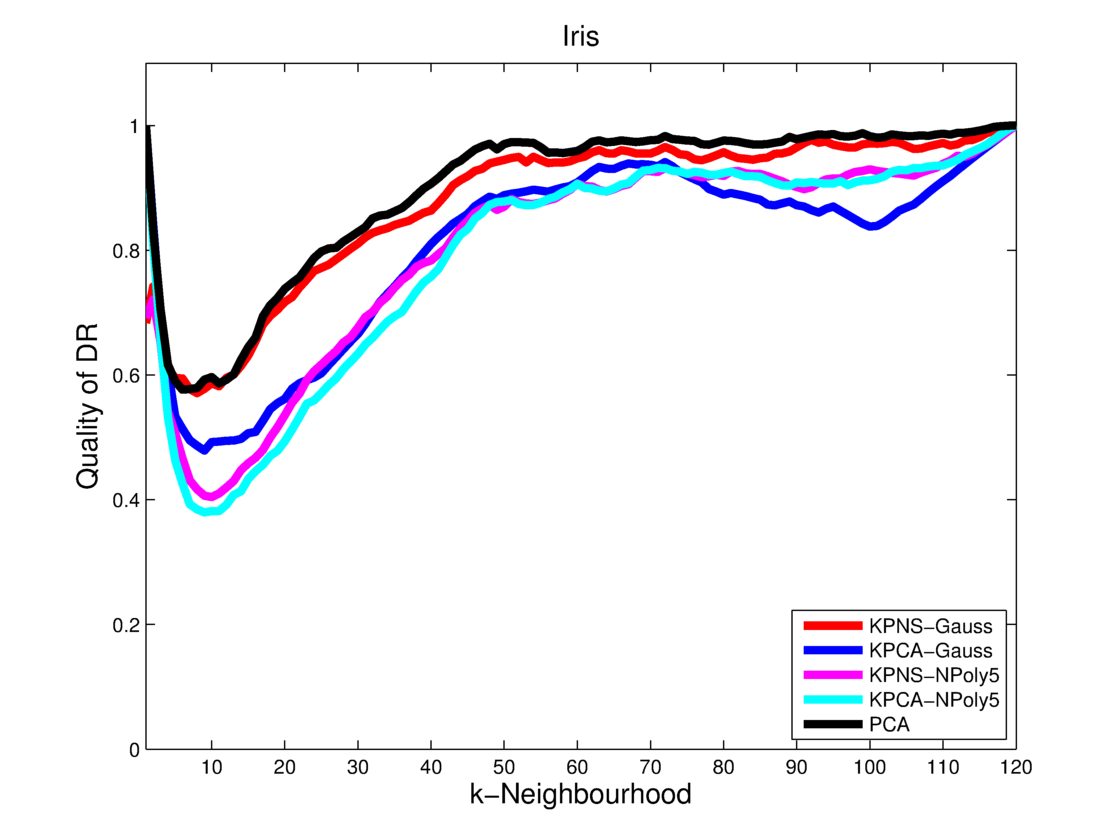 Iris
Quality of DR
1
0.8
0.6
0.4
0.2
0
10 20 30 40 50 60 70 80 90 100 110 120
k−Neighbourhood
KPNS−Gauss
KPCA−Gauss
KPNS−NPoly5
KPCA−NPoly5
PCA